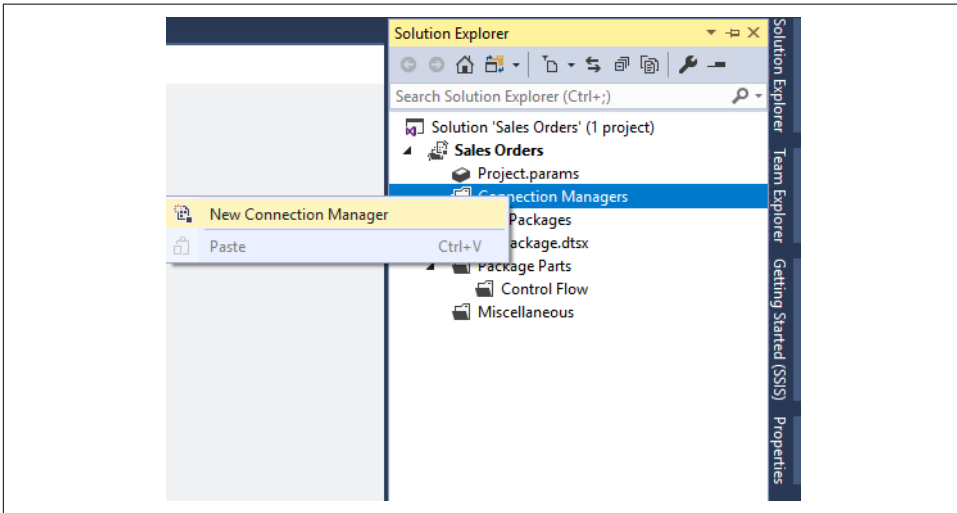 Solution Explorer
Search Solution Explorer (Ctrl+;)
Solution 'Sales Orders' (1 project)
Sales Orders
Project.params
Connection Managers
New Connection Manager
Packages
Paste Ctrl+V
ackage.dtsx
Package Parts
Control Flow
Miscellaneous
Solution Explorer
Team Explorer
Getting Started (SSIS)
Properties